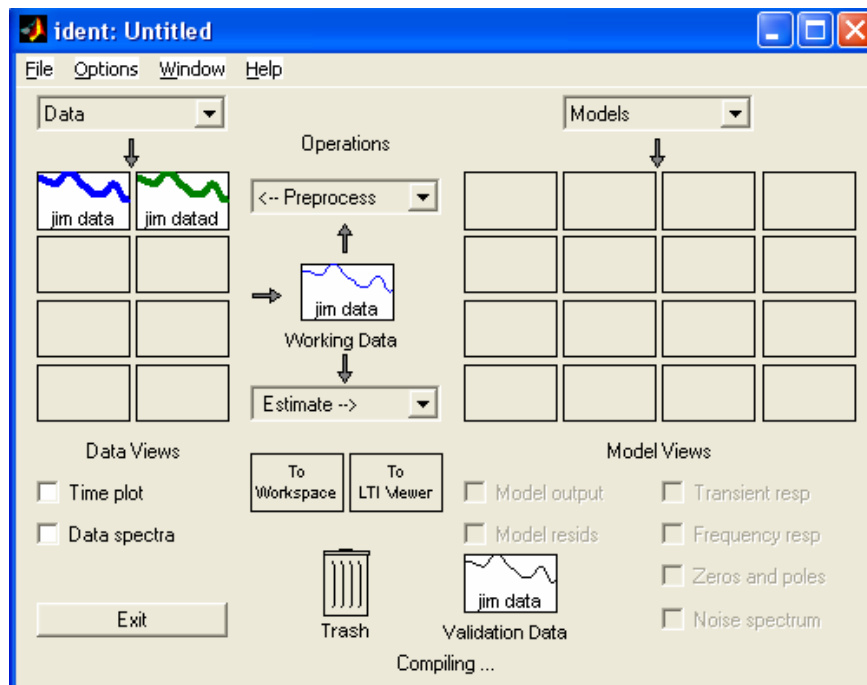 ident: Untitled
File Options Window Help
Data
Models
Operations
<-- Preprocess
jim data
jim datad
jim data
Working Data
Estimate -->
Data Views
Model Views
To Workspace
To LTI Viewer
Time plot
Data spectra
Model output
Transient resp
Model resids
Frequency resp
Zeros and poles
Noise spectrum
jim data
Exit
Trash
Validation Data
Compiling ...